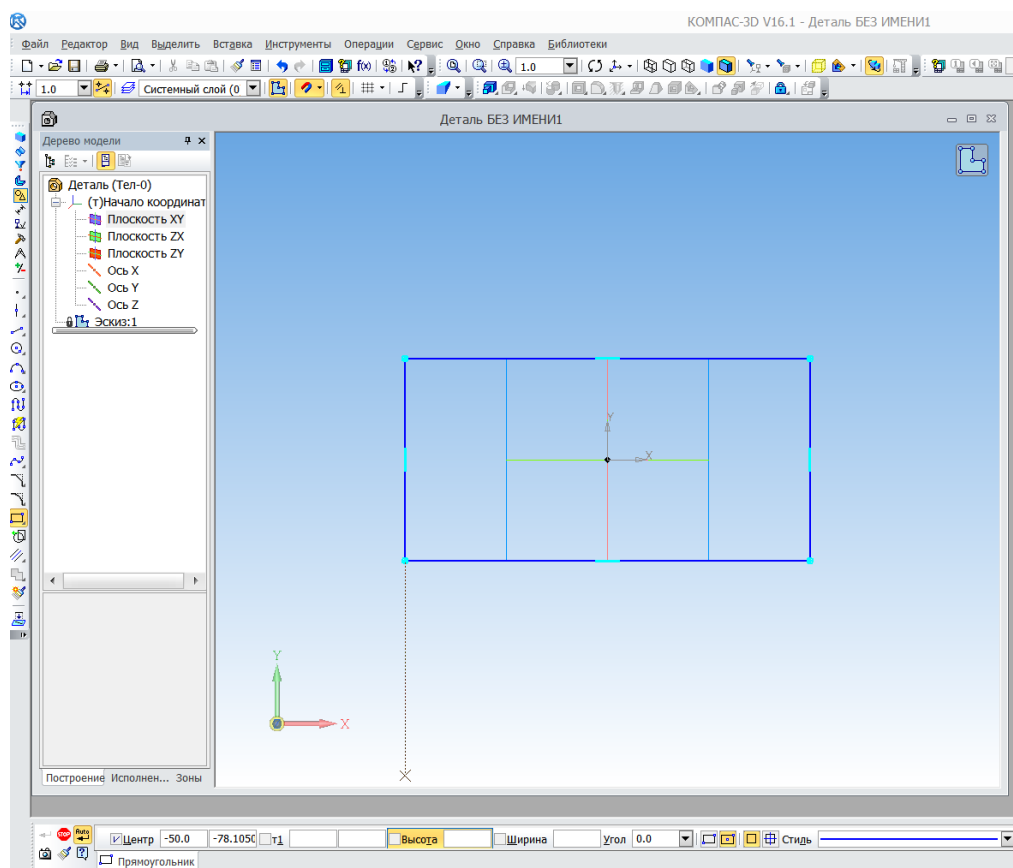 КОМПАС-3D V16.1 - Деталь БЕЗ ИМЕНИ1
Файл Редактор Вид Выделить Вставка Инструменты Операции Сервис Окно Справка Библиотеки
f(x) 1.0
1.0 Системный слой (0
Деталь БЕЗ ИМЕНИ1
Дерево модели
Деталь (Тел-0)
(т)Начало координат
Плоскость XY
Плоскость ZX
Плоскость ZY
Ось X
Ось Y
Ось Z
Эскиз:1
Y
X
Y
X
Построение Исполнен... Зоны
STOP Auto Центр -50.0 -78.1050 т1 Высота Ширина Угол 0.0 Стиль
Прямоугольник